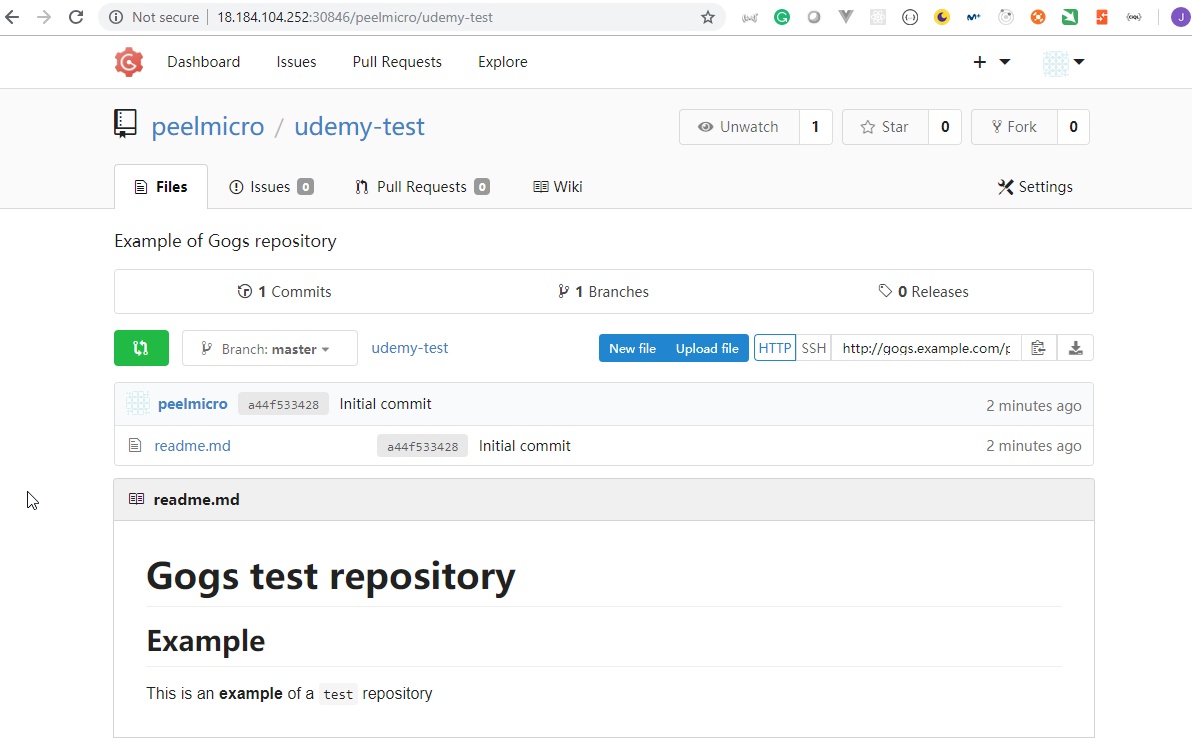 Not secure | 18.184.104.252:30846/peelmicro/udemy-test
J
Dashboard Issues Pull Requests Explore
peelmicro / udemy-test
Unwatch 1 Star 0 Fork 0
Files Issues 0 Pull Requests 0 Wiki Settings
Example of Gogs repository
1 Commits 1 Branches 0 Releases
Branch: master udemy-test New file Upload file HTTP SSH http://gogs.example.com/p
peelmicro a44f533428 Initial commit 2 minutes ago
readme.md a44f533428 Initial commit 2 minutes ago
readme.md
Gogs test repository
Example
This is an example of a test repository